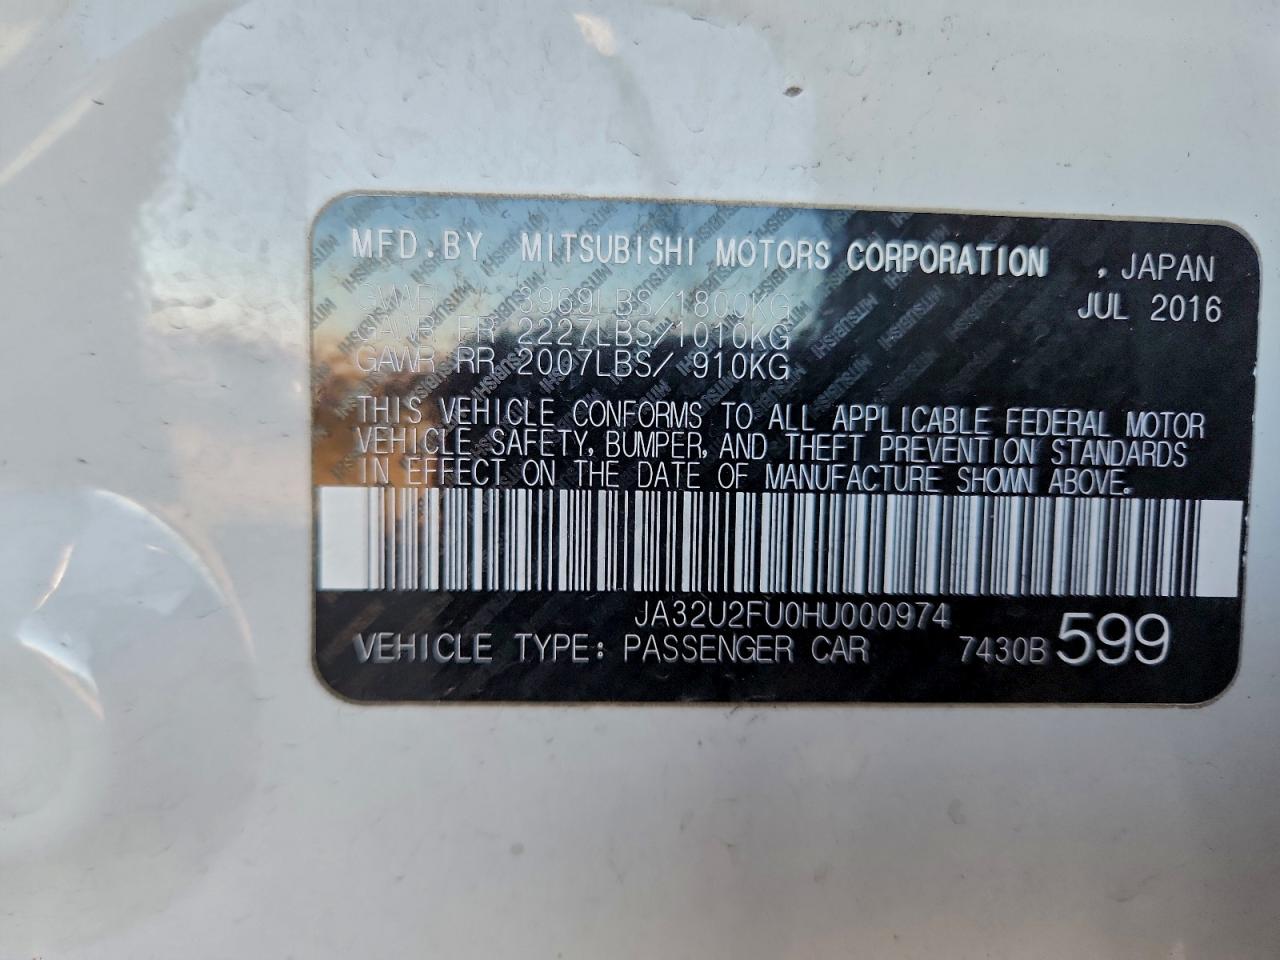 MFD.BY MITSUBISHI MOTORS CORPORATION , JAPAN
GVWR 3969LBS/1800KG JUL 2016
GAWR FR 2227LBS/1010KG
GAWR RR 2007LBS/ 910KG
THIS VEHICLE CONFORMS TO ALL APPLICABLE FEDERAL MOTOR
VEHICLE SAFETY, BUMPER, AND THEFT PREVENTION STANDARDS
IN EFFECT ON THE DATE OF MANUFACTURE SHOWN ABOVE.
JA32U2FU0HU000974
VEHICLE TYPE: PASSENGER CAR 7430B 599